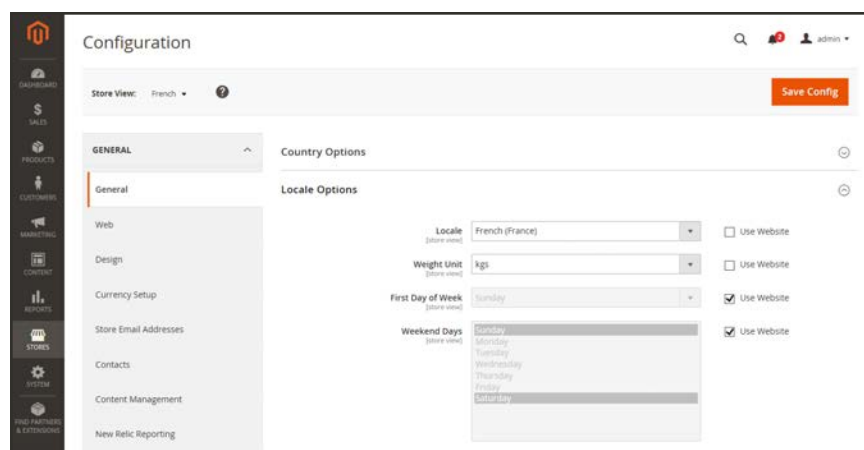 Configuration
2
admin
Store View: French
?
Save Config
DASHBOARD
$
SALES
PRODUCTS
CUSTOMERS
MARKETING
CONTENT
REPORTS
STORES
SYSTEM
FIND PARTNERS
& EXTENSIONS
GENERAL
General
Web
Design
Currency Setup
Store Email Addresses
Contacts
Content Management
New Relic Reporting
Country Options
Locale Options
Locale French (France) Use Website
[store view]
Weight Unit kgs Use Website
[store view]
First Day of Week Sunday Use Website
[store view]
Weekend Days Sunday Use Website
[store view] Monday
Tuesday
Wednesday
Thursday
Friday
Saturday